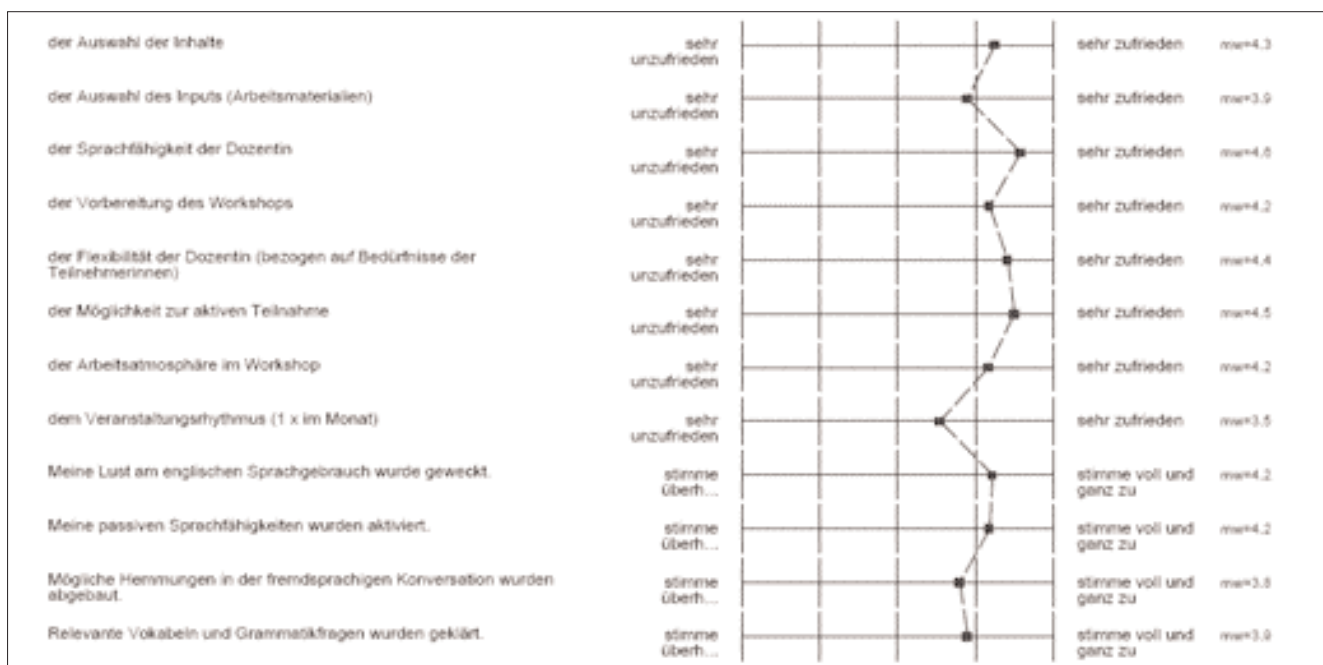 der Auswahl der Inhalte sehr unzufrieden sehr zufrieden mw=4.3
der Auswahl des Inputs (Arbeitsmaterialien) sehr unzufrieden sehr zufrieden mw=3.9
der Sprachfähigkeit der Dozentin sehr unzufrieden sehr zufrieden mw=4.6
der Vorbereitung des Workshops sehr unzufrieden sehr zufrieden mw=4.2
der Flexibilität der Dozentin (bezogen auf Bedürfnisse der
Teilnehmerinnen) sehr unzufrieden sehr zufrieden mw=4.4
der Möglichkeit zur aktiven Teilnahme sehr unzufrieden sehr zufrieden mw=4.5
der Arbeitsatmosphäre im Workshop sehr unzufrieden sehr zufrieden mw=4.2
dem Veranstaltungsrhythmus (1 x im Monat) sehr unzufrieden sehr zufrieden mw=3.5
Meine Lust am englischen Sprachgebrauch wurde geweckt. stimme überh... stimme voll und ganz zu mw=4.2
Meine passiven Sprachfähigkeiten wurden aktiviert. stimme überh... stimme voll und ganz zu mw=4.2
Mögliche Hemmungen in der fremdsprachigen Konversation wurden
abgebaut. stimme überh... stimme voll und ganz zu mw=3.8
Relevante Vokabeln und Grammatikfragen wurden geklärt. stimme überh... stimme voll und ganz zu mw=3.9